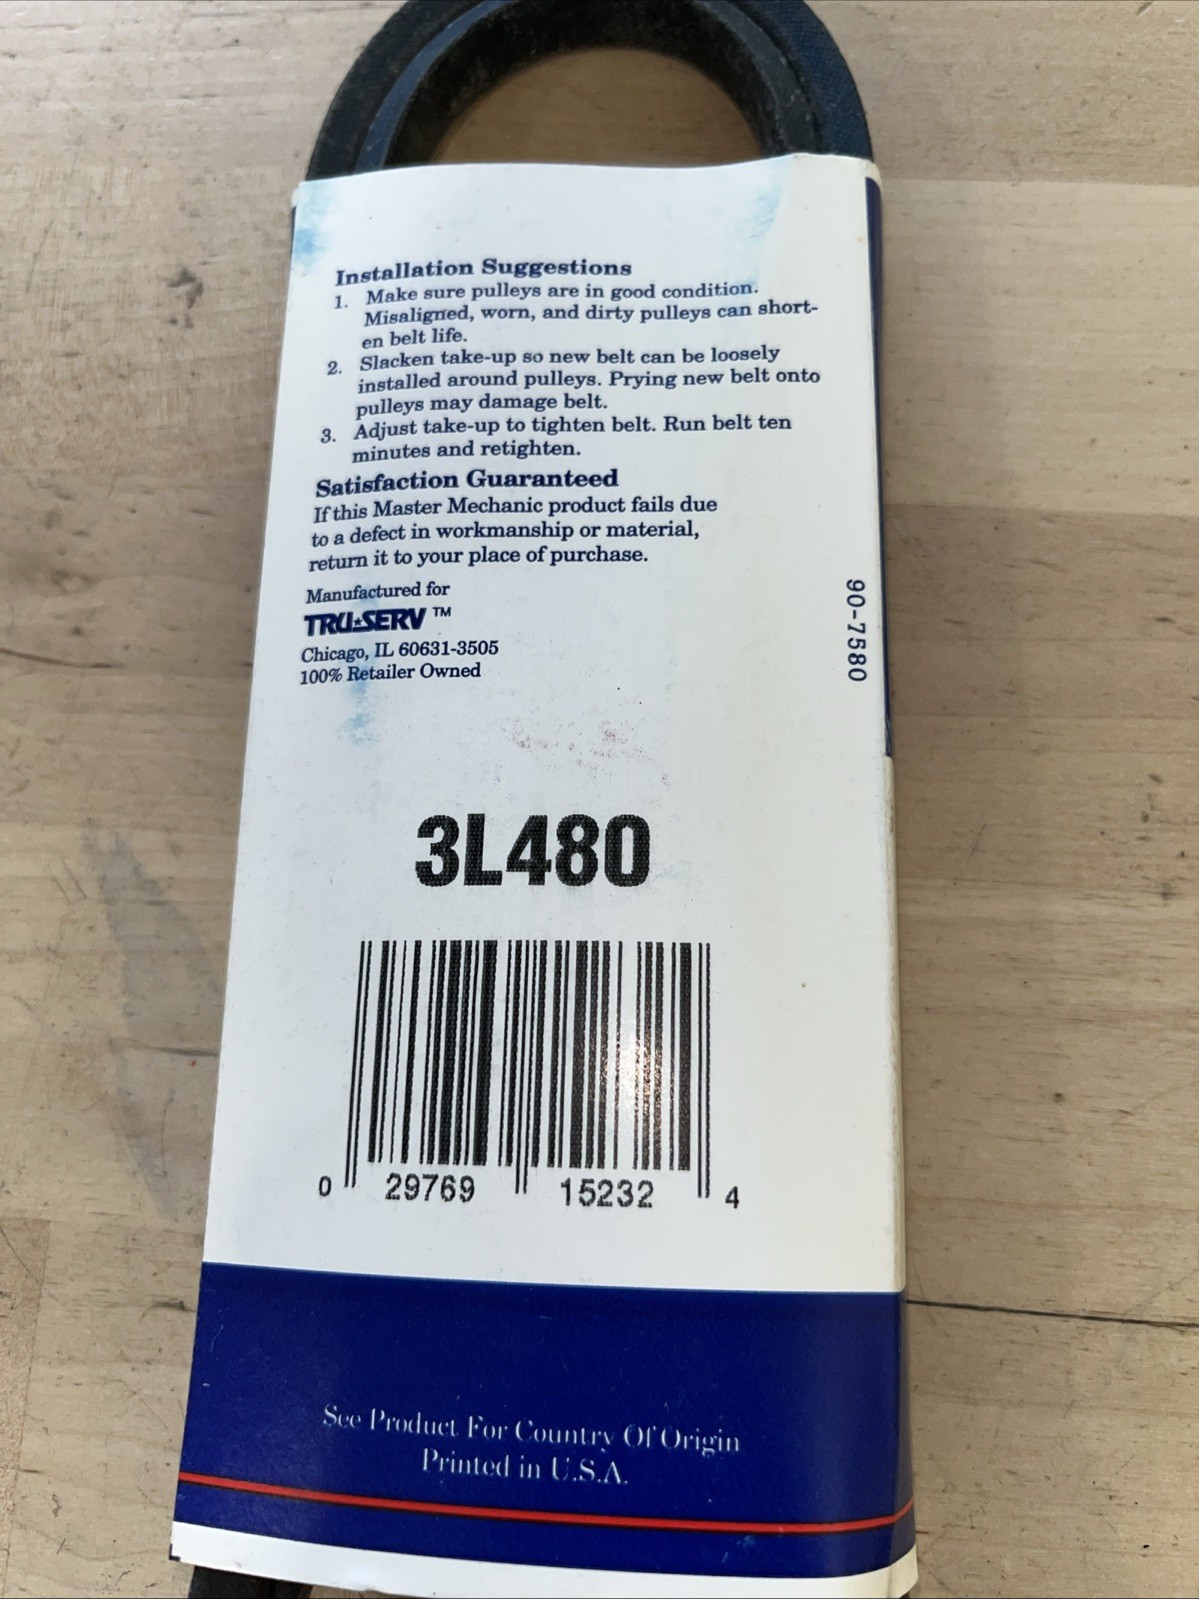 Installation Suggestions
1. Make sure pulleys are in good condition.
Misaligned, worn, and dirty pulleys can short-
en belt life.
2. Slacken take-up so new belt can be loosely
installed around pulleys. Prying new belt onto
pulleys may damage belt.
3. Adjust take-up to tighten belt. Run belt ten
minutes and retighten.
Satisfaction Guaranteed
If this Master Mechanic product fails due
to a defect in workmanship or material,
return it to your place of purchase.
Manufactured for
TRU★SERV™
Chicago, IL 60631-3505
100% Retailer Owned
90-7580
3L480
0 29769 15232 4
See Product For Country Of Origin
Printed in U.S.A.